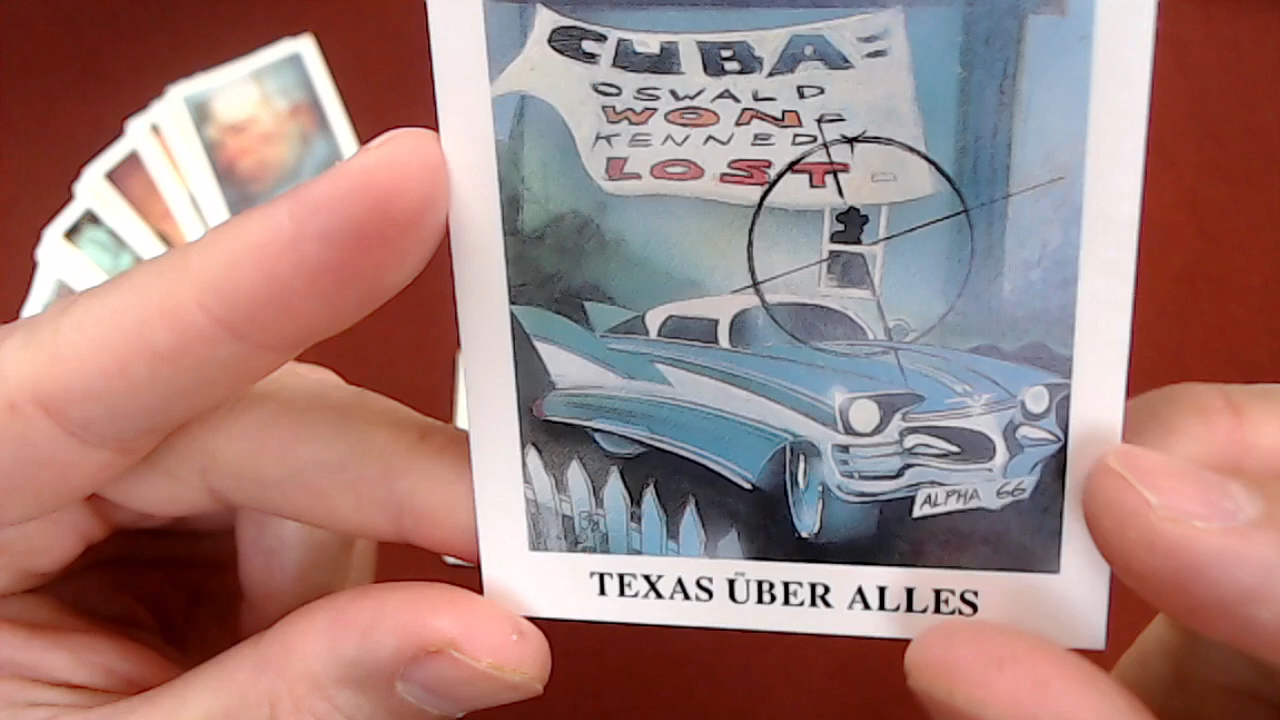 CUBA=
OSWALD
WON-
KENNEDY
LOST-
ALPHA 66
TEXAS ÜBER ALLES